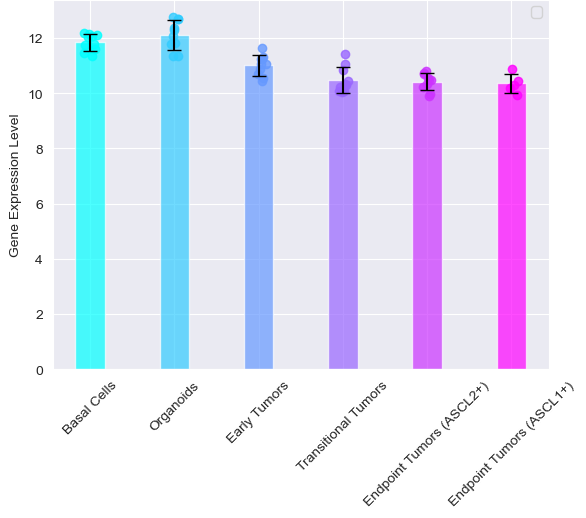 Gene Expression Level
12
10
8
6
4
2
0
Basal Cells
Organoids
Early Tumors
Transitional Tumors
Endpoint Tumors (ASCL2+)
Endpoint Tumors (ASCL1+)